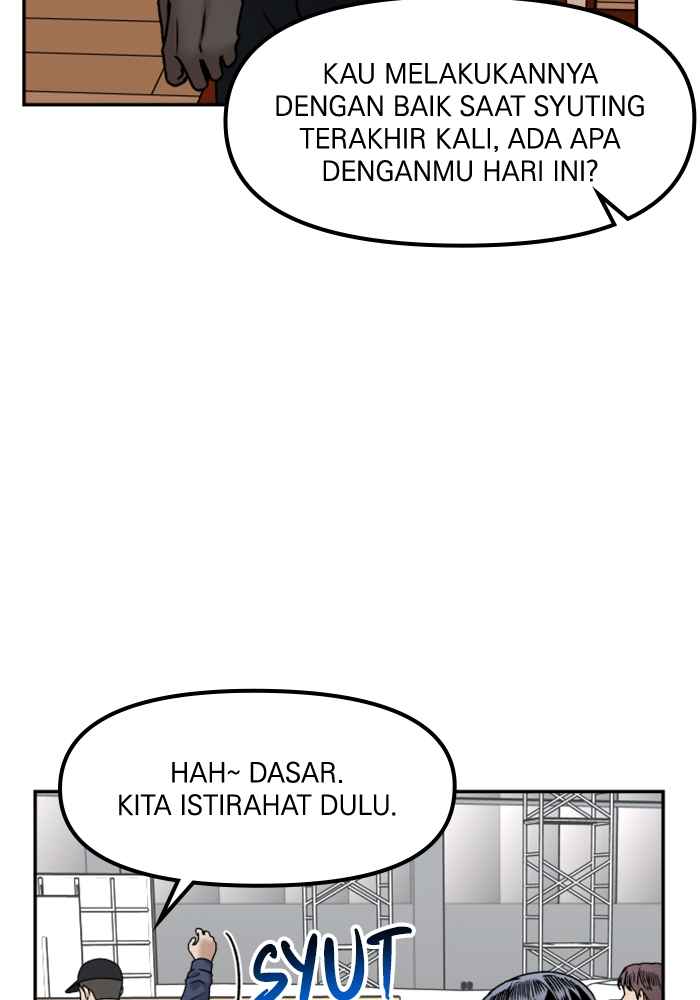 KAU MELAKUKANNYA
DENGAN BAIK SAAT SYUTING
TERAKHIR KALI, ADA APA
DENGANMU HARI INI?
HAH~ DASAR.
KITA ISTIRAHAT DULU.
SYUT